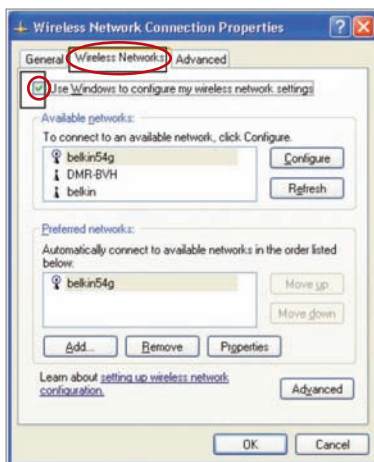 Wireless Network Connection Properties
General Wireless Networks Advanced
Use Windows to configure my wireless network settings
Available networks:
To connect to an available network, click Configure.
belkin54g
DMR-BVH
belkin
Configure
Refresh
Preferred networks:
Automatically connect to available networks in the order listed
below:
belkin54g
Move up
Move down
Add... Remove Properties
Learn about setting up wireless network
configuration.
Advanced
OK Cancel